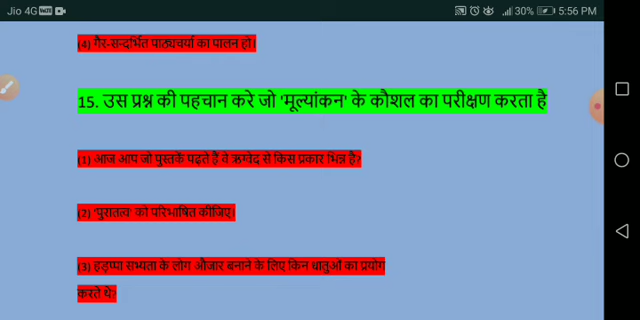 Jio 4G VoD 30% 5:56 PM
(4) गैर-सन्दर्भित पाठ्यचर्या का पालन हो।
15. उस प्रश्न की पहचान करे जो 'मूल्यांकन' के कौशल का परीक्षण करता है
(1) आज आप जो पुस्तकें पढ़ते हैं वे ऋग्वेद से किस प्रकार भिन्न है?
(2) 'पुरातत्व' को परिभाषित कीजिए।
(3) हड़प्पा सभ्यता के लोग औजार बनाने के लिए किन धातुओं का प्रयोग
करते थे?